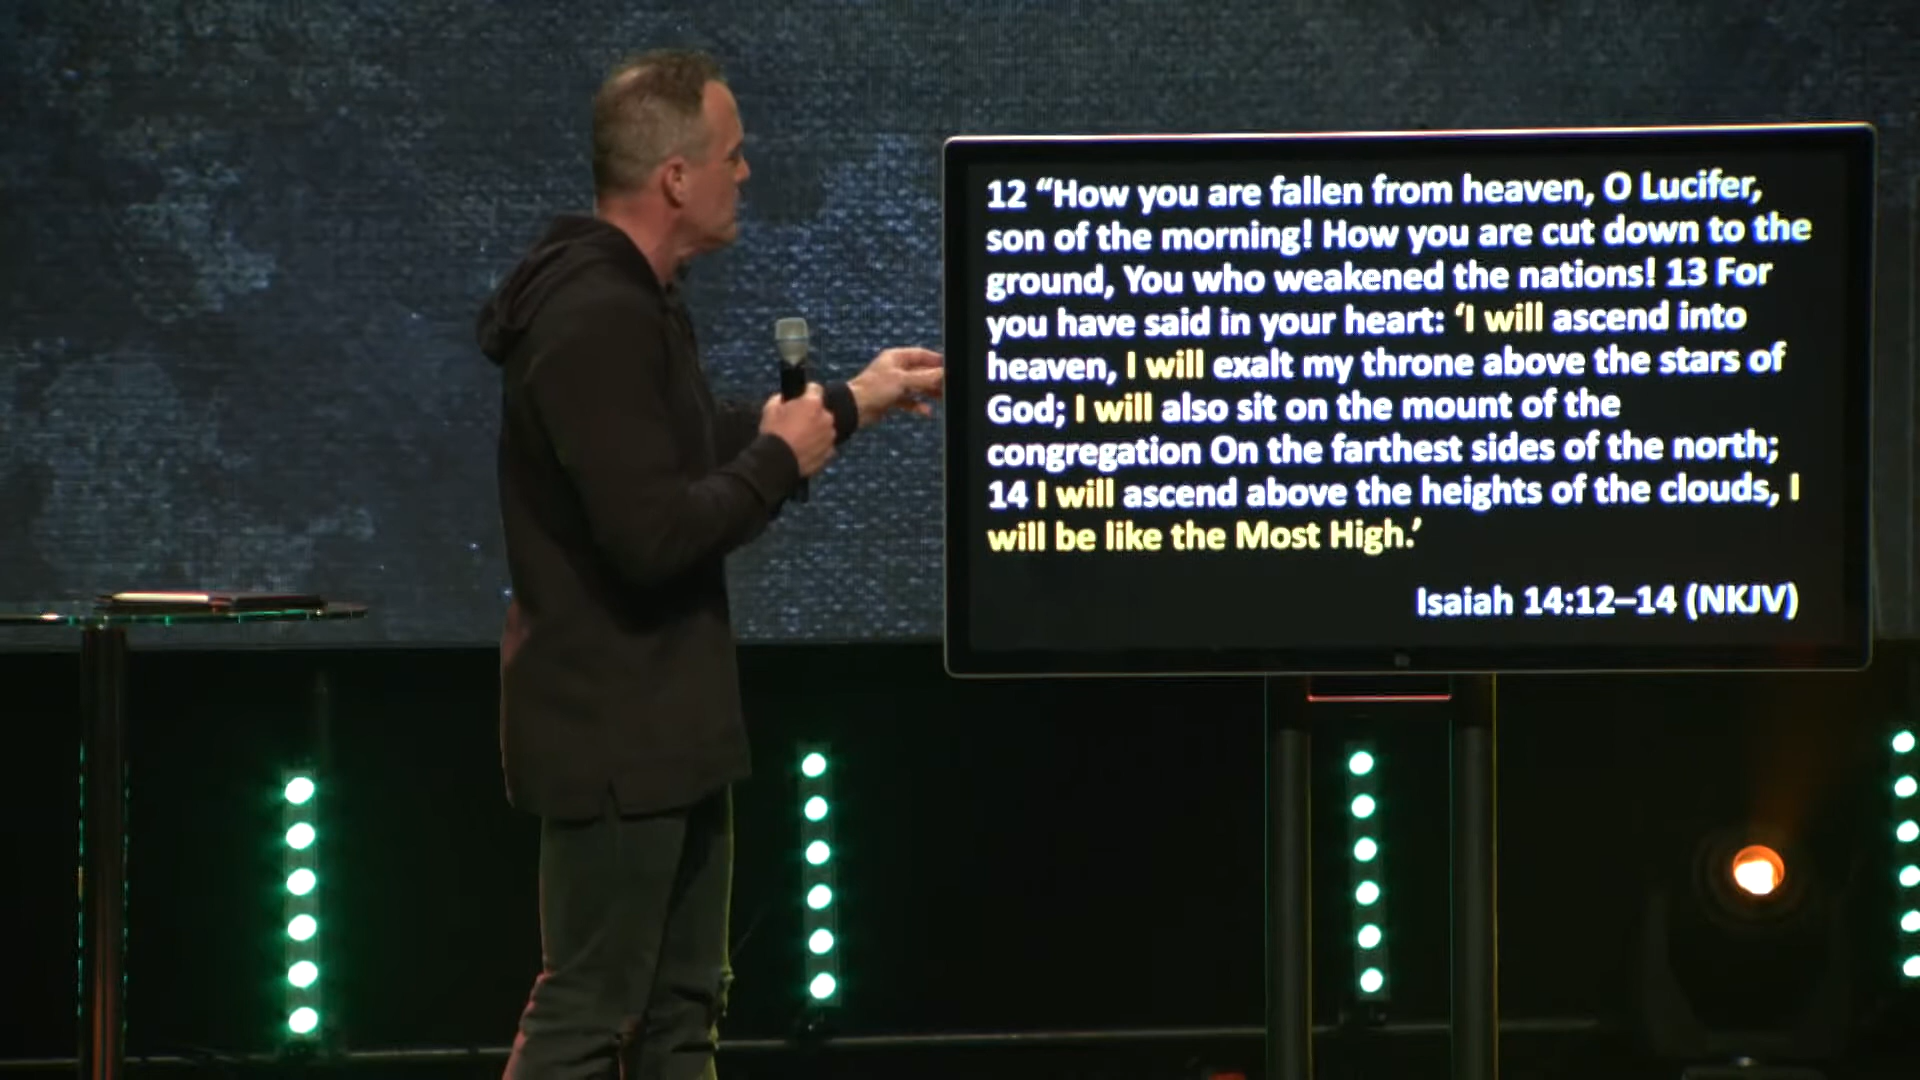 12 “How you are fallen from heaven, O Lucifer,
son of the morning! How you are cut down to the
ground, You who weakened the nations! 13 For
you have said in your heart: ‘I will ascend into
heaven, I will exalt my throne above the stars of
God; I will also sit on the mount of the
congregation On the farthest sides of the north;
14 I will ascend above the heights of the clouds, I
will be like the Most High.’
Isaiah 14:12–14 (NKJV)